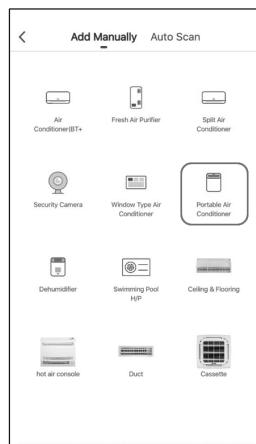 Add Manually Auto Scan
Air
Conditioner(BT+
Fresh Air Purifier
Split Air
Conditioner
Security Camera
Window Type Air
Conditioner
Portable Air
Conditioner
Dehumidifier
Swimming Pool
H/P
Ceiling & Flooring
hot air console
Duct
Cassette